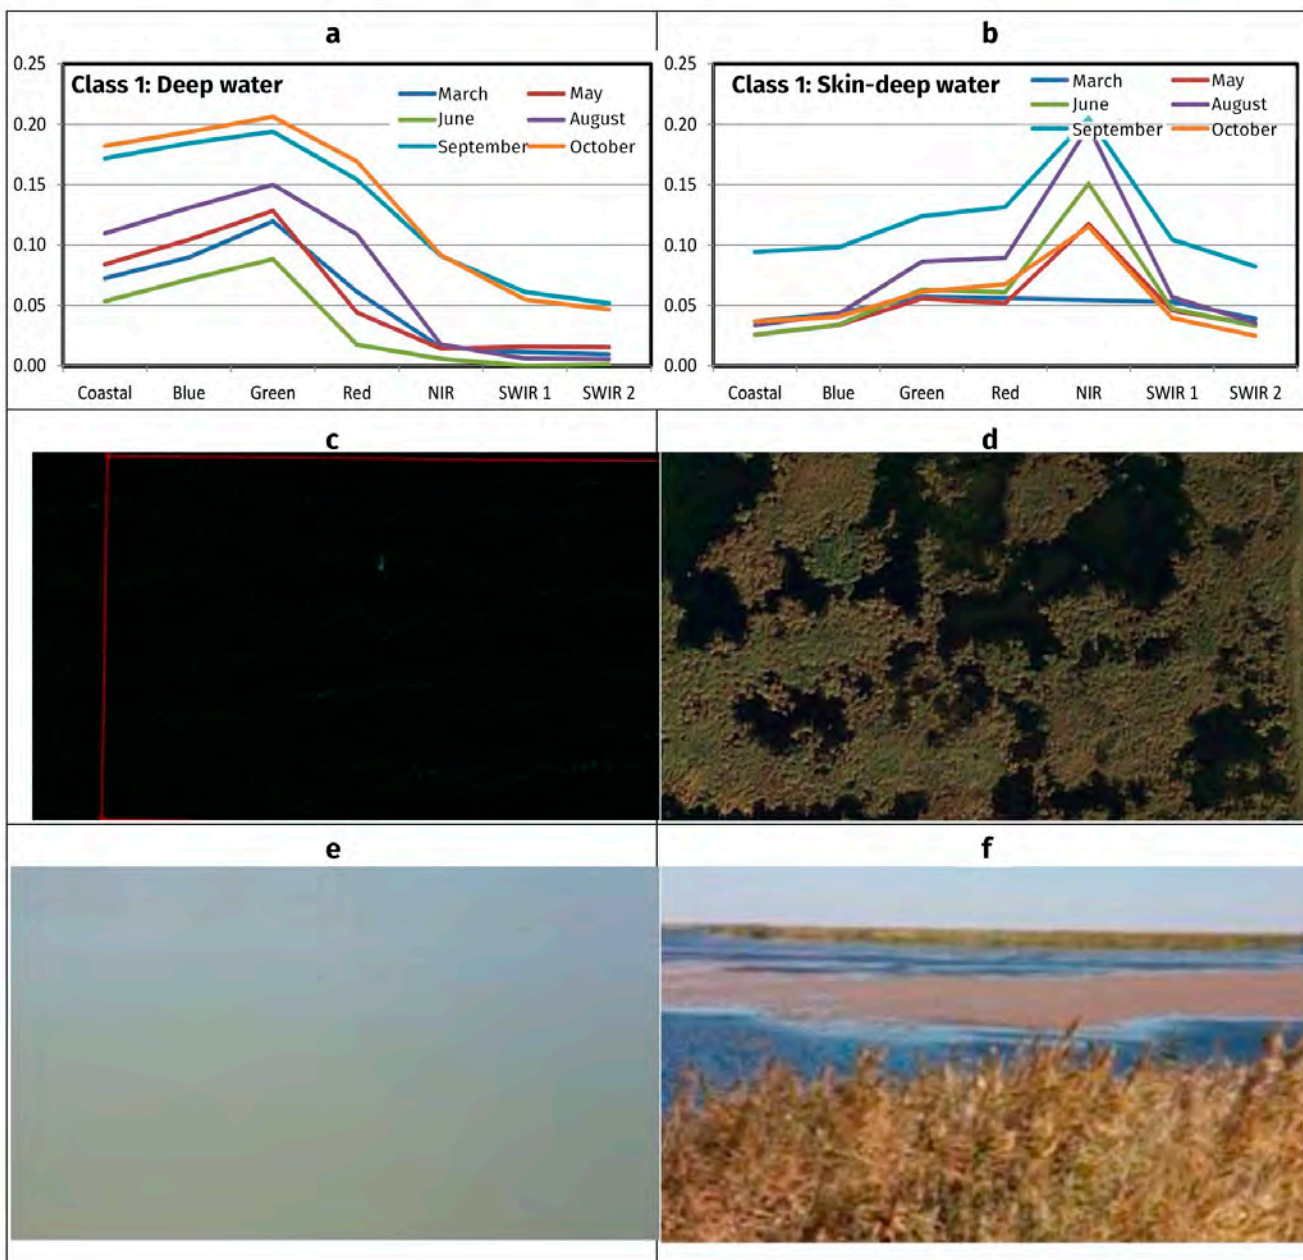 a
b
0.25
0.20
0.15
0.10
0.05
0.00
Class 1: Deep water
March
May
June
August
September
October
Coastal Blue Green Red NIR SWIR 1 SWIR 2
0.25
0.20
0.15
0.10
0.05
0.00
Class 1: Skin-deep water
March
May
June
August
September
October
Coastal Blue Green Red NIR SWIR 1 SWIR 2
c
d
e
f